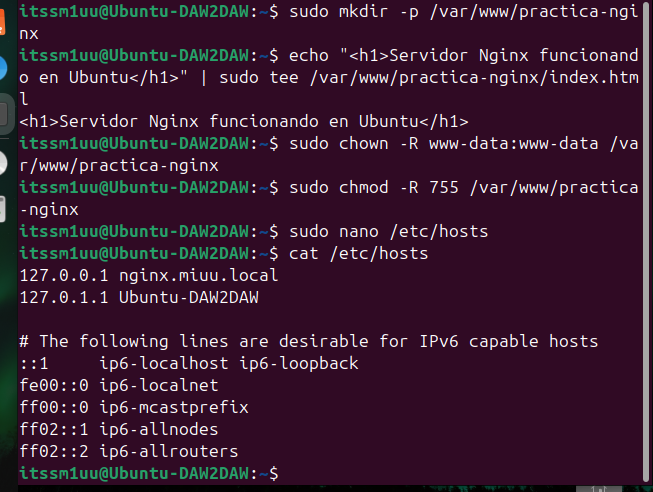 itssm1uu@Ubuntu-DAW2DAW:~$ sudo mkdir -p /var/www/practica-ngi
nx
itssm1uu@Ubuntu-DAW2DAW:~$ echo "<h1>Servidor Nginx funcionand
o en Ubuntu</h1>" | sudo tee /var/www/practica-nginx/index.htm
l
<h1>Servidor Nginx funcionando en Ubuntu</h1>
itssm1uu@Ubuntu-DAW2DAW:~$ sudo chown -R www-data:www-data /va
r/www/practica-nginx
itssm1uu@Ubuntu-DAW2DAW:~$ sudo chmod -R 755 /var/www/practica
-nginx
itssm1uu@Ubuntu-DAW2DAW:~$ sudo nano /etc/hosts
itssm1uu@Ubuntu-DAW2DAW:~$ cat /etc/hosts
127.0.0.1 nginx.miuu.local
127.0.1.1 Ubuntu-DAW2DAW

# The following lines are desirable for IPv6 capable hosts
::1     ip6-localhost ip6-loopback
fe00::0 ip6-localnet
ff00::0 ip6-mcastprefix
ff02::1 ip6-allnodes
ff02::2 ip6-allrouters
itssm1uu@Ubuntu-DAW2DAW:~$